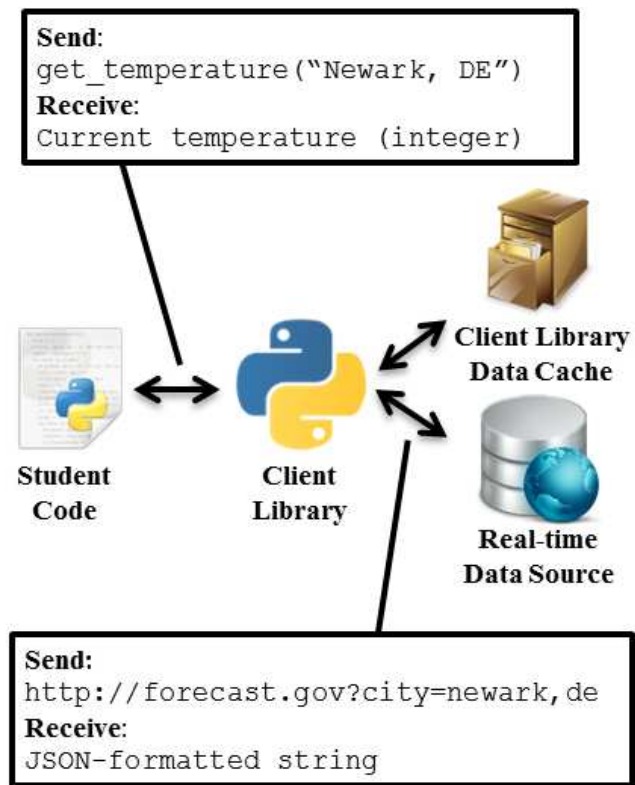 Send:
get_temperature(“Newark, DE”)
Receive:
Current temperature (integer)
Client Library
Data Cache
Student
Code
Client
Library
Real-time
Data Source
Send:
http://forecast.gov?city=newark,de
Receive:
JSON-formatted string